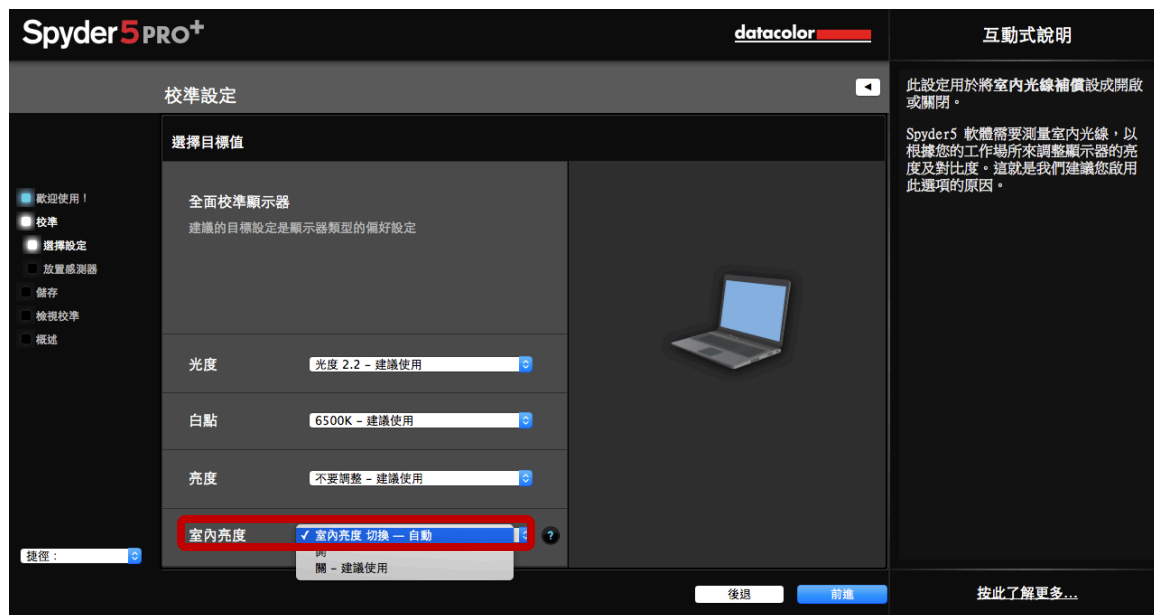 Spyder5PRO+
datacolor
校準設定
選擇目標值
歡迎使用！
校準
選擇設定
放置感測器
儲存
檢視校準
概述
捷徑：
全面校準顯示器
建議的目標設定是顯示器類型的偏好設定
光度
光度 2.2 – 建議使用
白點
6500K – 建議使用
亮度
不要調整 – 建議使用
室內亮度
✓ 室內亮度 切換 — 自動
?
開
關 – 建議使用
後退
前進
互動式說明
此設定用於將室內光線補償設成開啟
或關閉。
Spyder5 軟體需要測量室內光線，以
根據您的工作場所來調整顯示器的亮
度及對比度。這就是我們建議您啟用
此選項的原因。
按此了解更多...